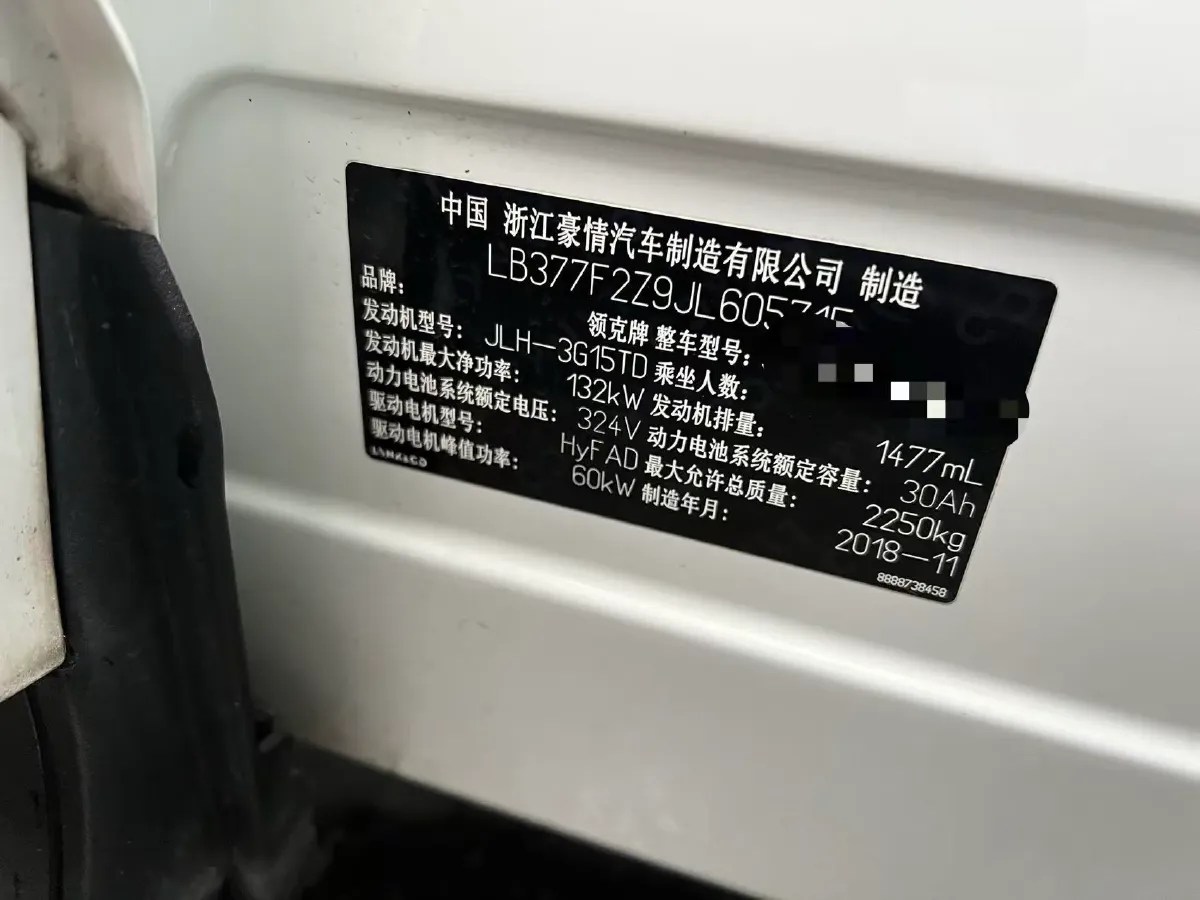 中国 浙江豪情汽车制造有限公司 制造
LB377F2Z9JL605
品牌： 领克牌 整车型号：
发动机型号： JLH-3G15TD 乘坐人数：
发动机最大净功率： 132kW 发动机排量： 1477mL
动力电池系统额定电压： 324V 动力电池系统额定容量： 30Ah
驱动电机型号： HyFAD 最大允许总质量： 2250kg
驱动电机峰值功率： 60kW 制造年月： 2018-11
LYNK&CO 8888738458